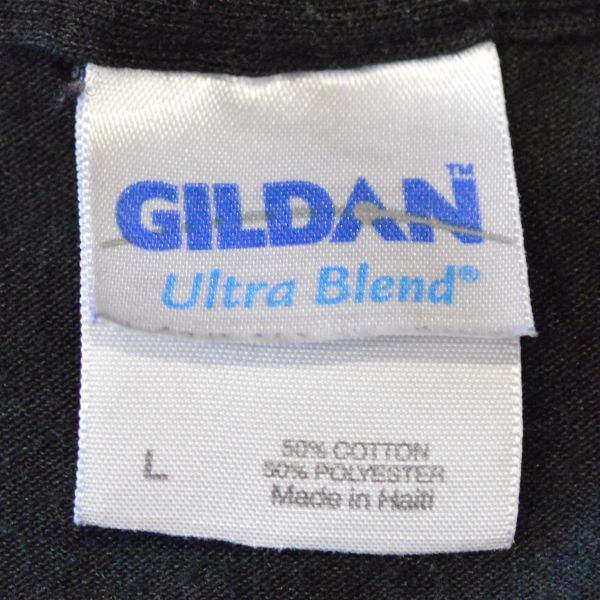 GILDAN™
Ultra Blend®
L
50% COTTON
50% POLYESTER
Made in Haiti